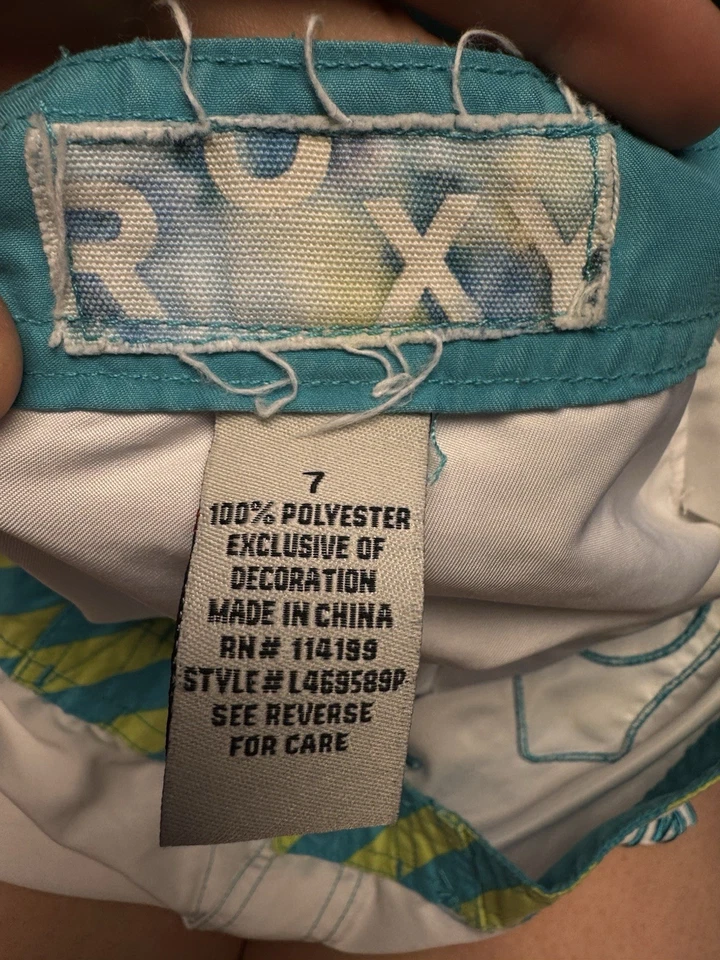 ROXY
7
100% POLYESTER
EXCLUSIVE OF
DECORATION
MADE IN CHINA
RN# 114199
STYLE# L469589P
SEE REVERSE
FOR CARE